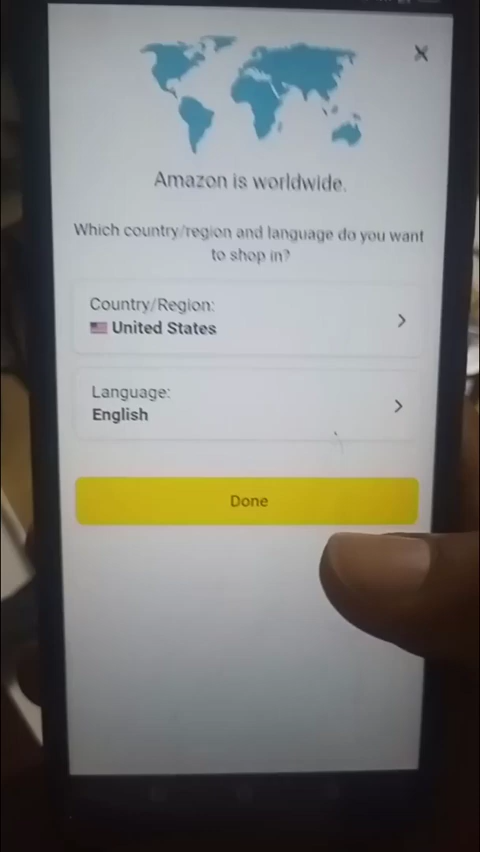 Amazon is worldwide.
Which country/region and language do you want
to shop in?
Country/Region:
United States
Language:
English
Done